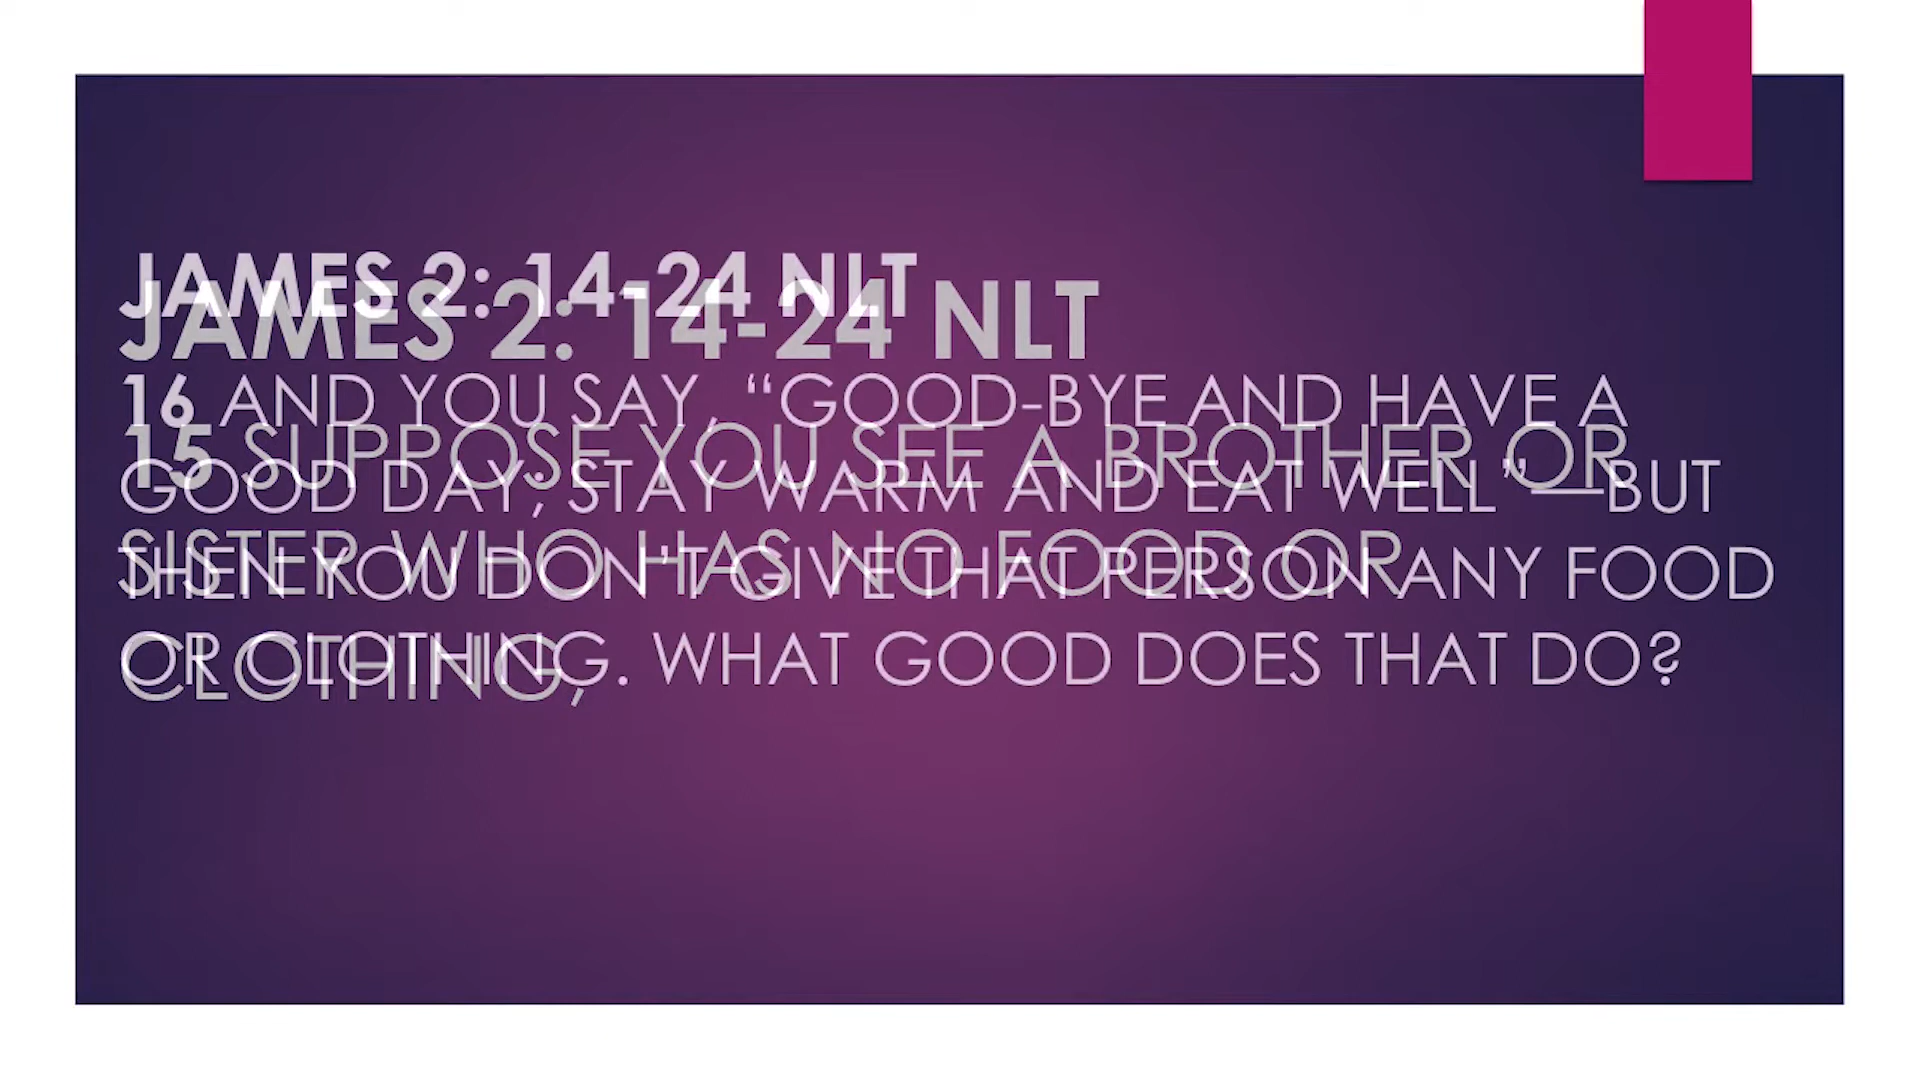 JAMES 2: 14-24 NLT
16 AND YOU SAY, “GOOD-BYE AND HAVE A
GOOD DAY; STAY WARM AND EAT WELL”—BUT
THEN YOU DON’T GIVE THAT PERSON ANY FOOD
OR CLOTHING. WHAT GOOD DOES THAT DO?
JAMES 2: 14-24 NLT
15 SUPPOSE YOU SEE A BROTHER OR
SISTER WHO HAS NO FOOD OR
CLOTHING,